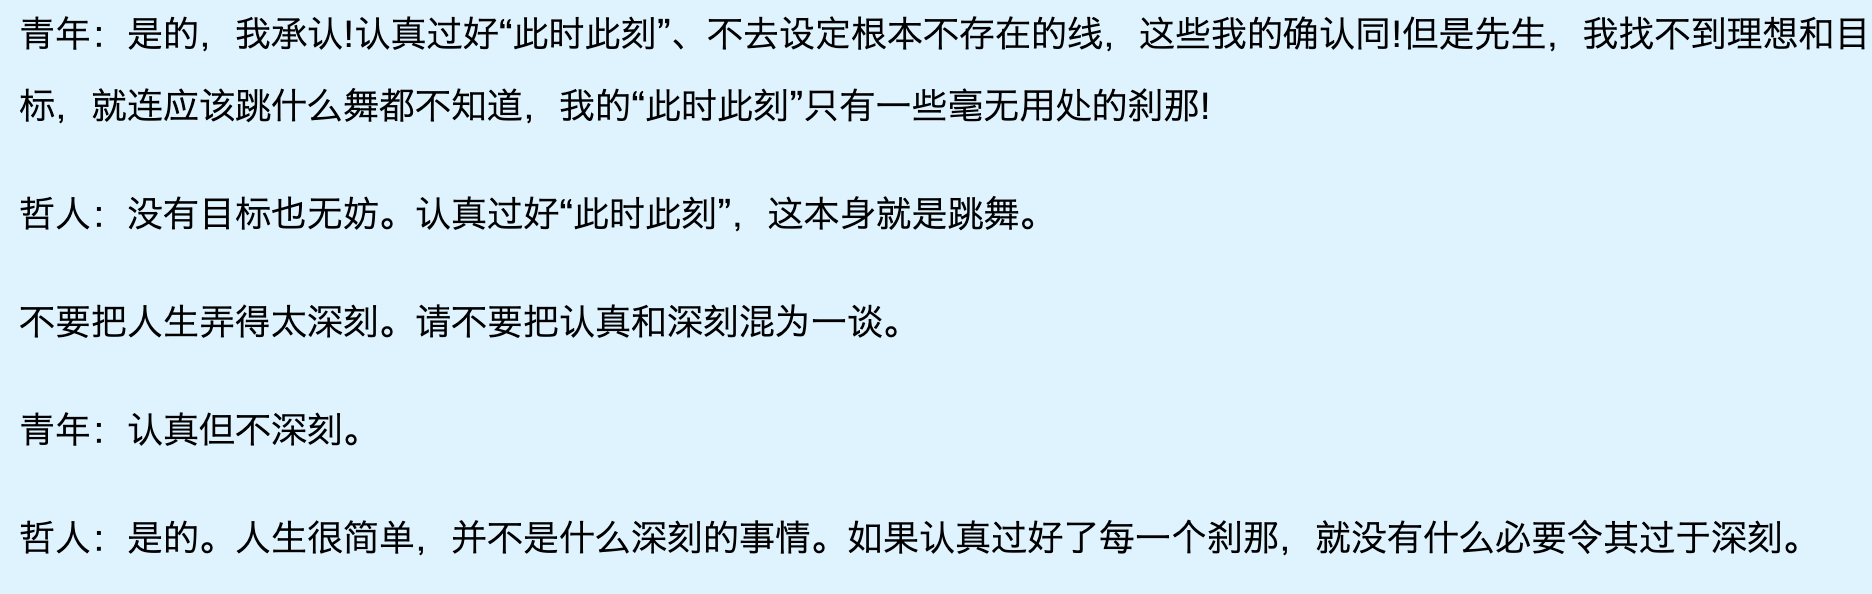 青年：是的，我承认!认真过好“此时此刻”、不去设定根本不存在的线，这些我的确认同!但是先生，我找不到理想和目
标，就连应该跳什么舞都不知道，我的“此时此刻”只有一些毫无用处的刹那!
哲人：没有目标也无妨。认真过好“此时此刻”，这本身就是跳舞。
不要把人生弄得太深刻。请不要把认真和深刻混为一谈。
青年：认真但不深刻。
哲人：是的。人生很简单，并不是什么深刻的事情。如果认真过好了每一个刹那，就没有什么必要令其过于深刻。